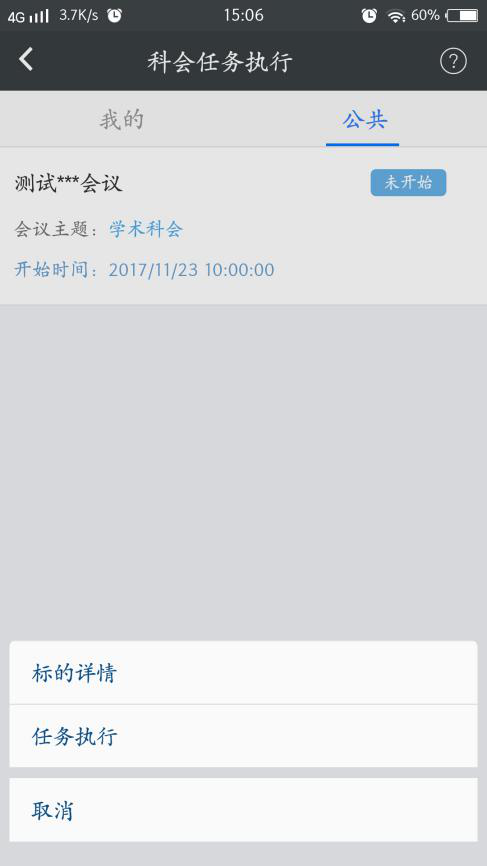 4G 3.7K/s 15:06 60%
科会任务执行 ?
我的 公共
测试***会议 未开始
会议主题：学术科会
开始时间：2017/11/23 10:00:00
标的详情
任务执行
取消